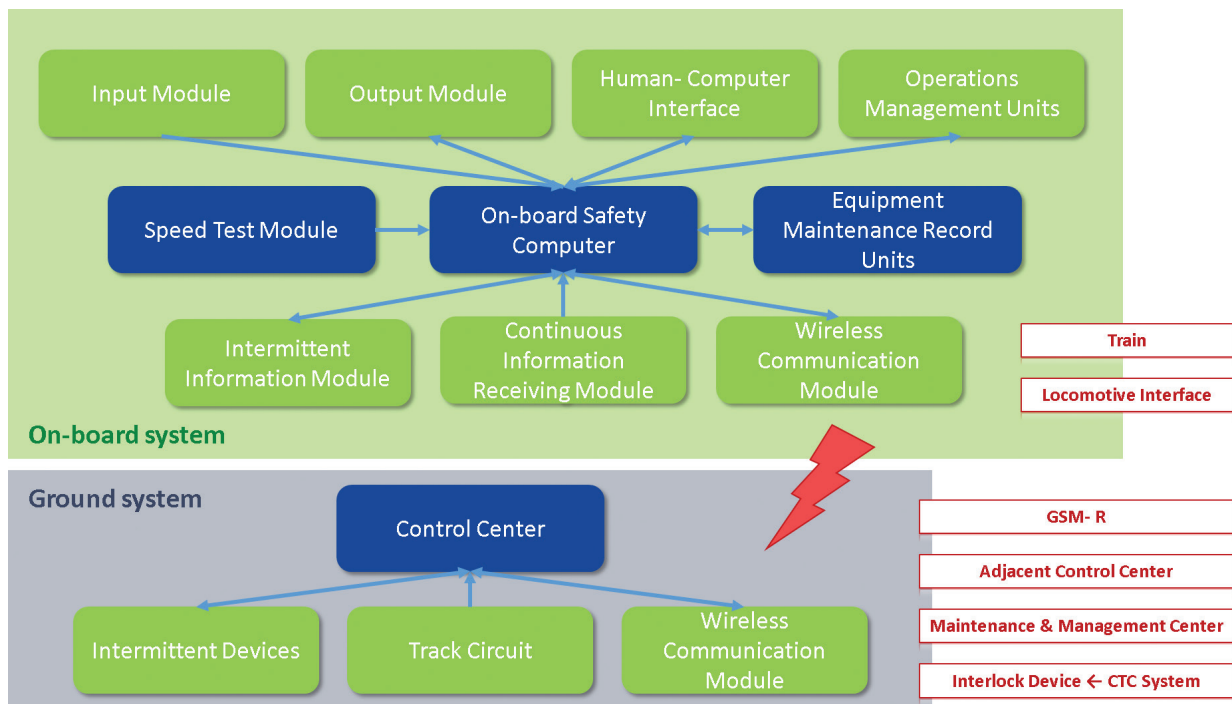 Input Module
Output Module
Human- Computer
Interface
Operations
Management Units
Speed Test Module
On-board Safety
Computer
Equipment
Maintenance Record
Units
Intermittent
Information Module
Continuous
Information
Receiving Module
Wireless
Communication
Module
Train
Locomotive Interface
On-board system
Ground system
Control Center
GSM- R
Adjacent Control Center
Maintenance & Management Center
Interlock Device ← CTC System
Intermittent Devices
Track Circuit
Wireless
Communication
Module